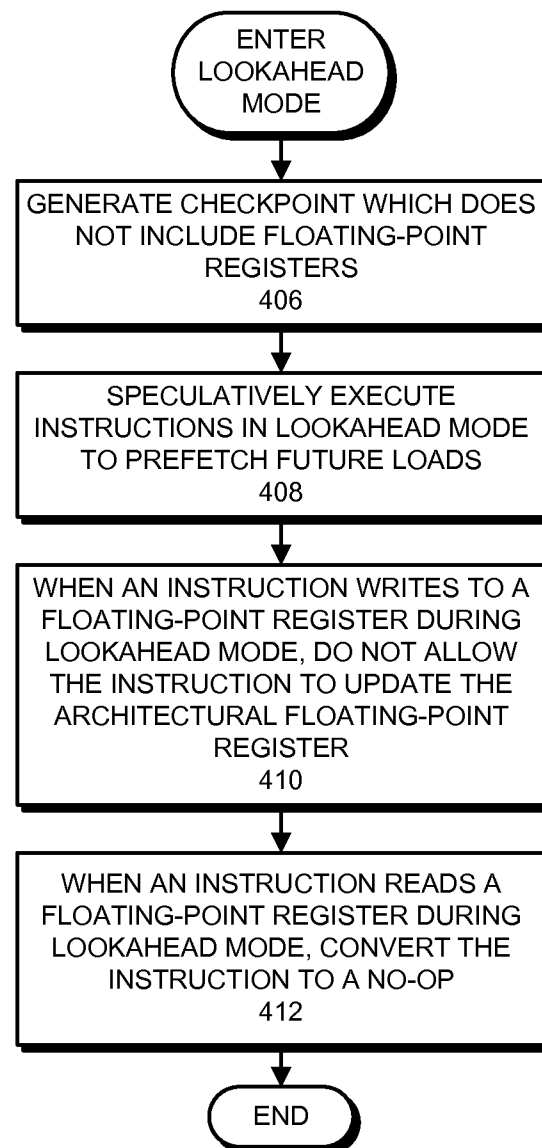 ENTER
LOOKAHEAD
MODE
GENERATE CHECKPOINT WHICH DOES
NOT INCLUDE FLOATING-POINT
REGISTERS
406
SPECULATIVELY EXECUTE
INSTRUCTIONS IN LOOKAHEAD MODE
TO PREFETCH FUTURE LOADS
408
WHEN AN INSTRUCTION WRITES TO A
FLOATING-POINT REGISTER DURING
LOOKAHEAD MODE, DO NOT ALLOW
THE INSTRUCTION TO UPDATE THE
ARCHITECTURAL FLOATING-POINT
REGISTER
410
WHEN AN INSTRUCTION READS A
FLOATING-POINT REGISTER DURING
LOOKAHEAD MODE, CONVERT THE
INSTRUCTION TO A NO-OP
412
END